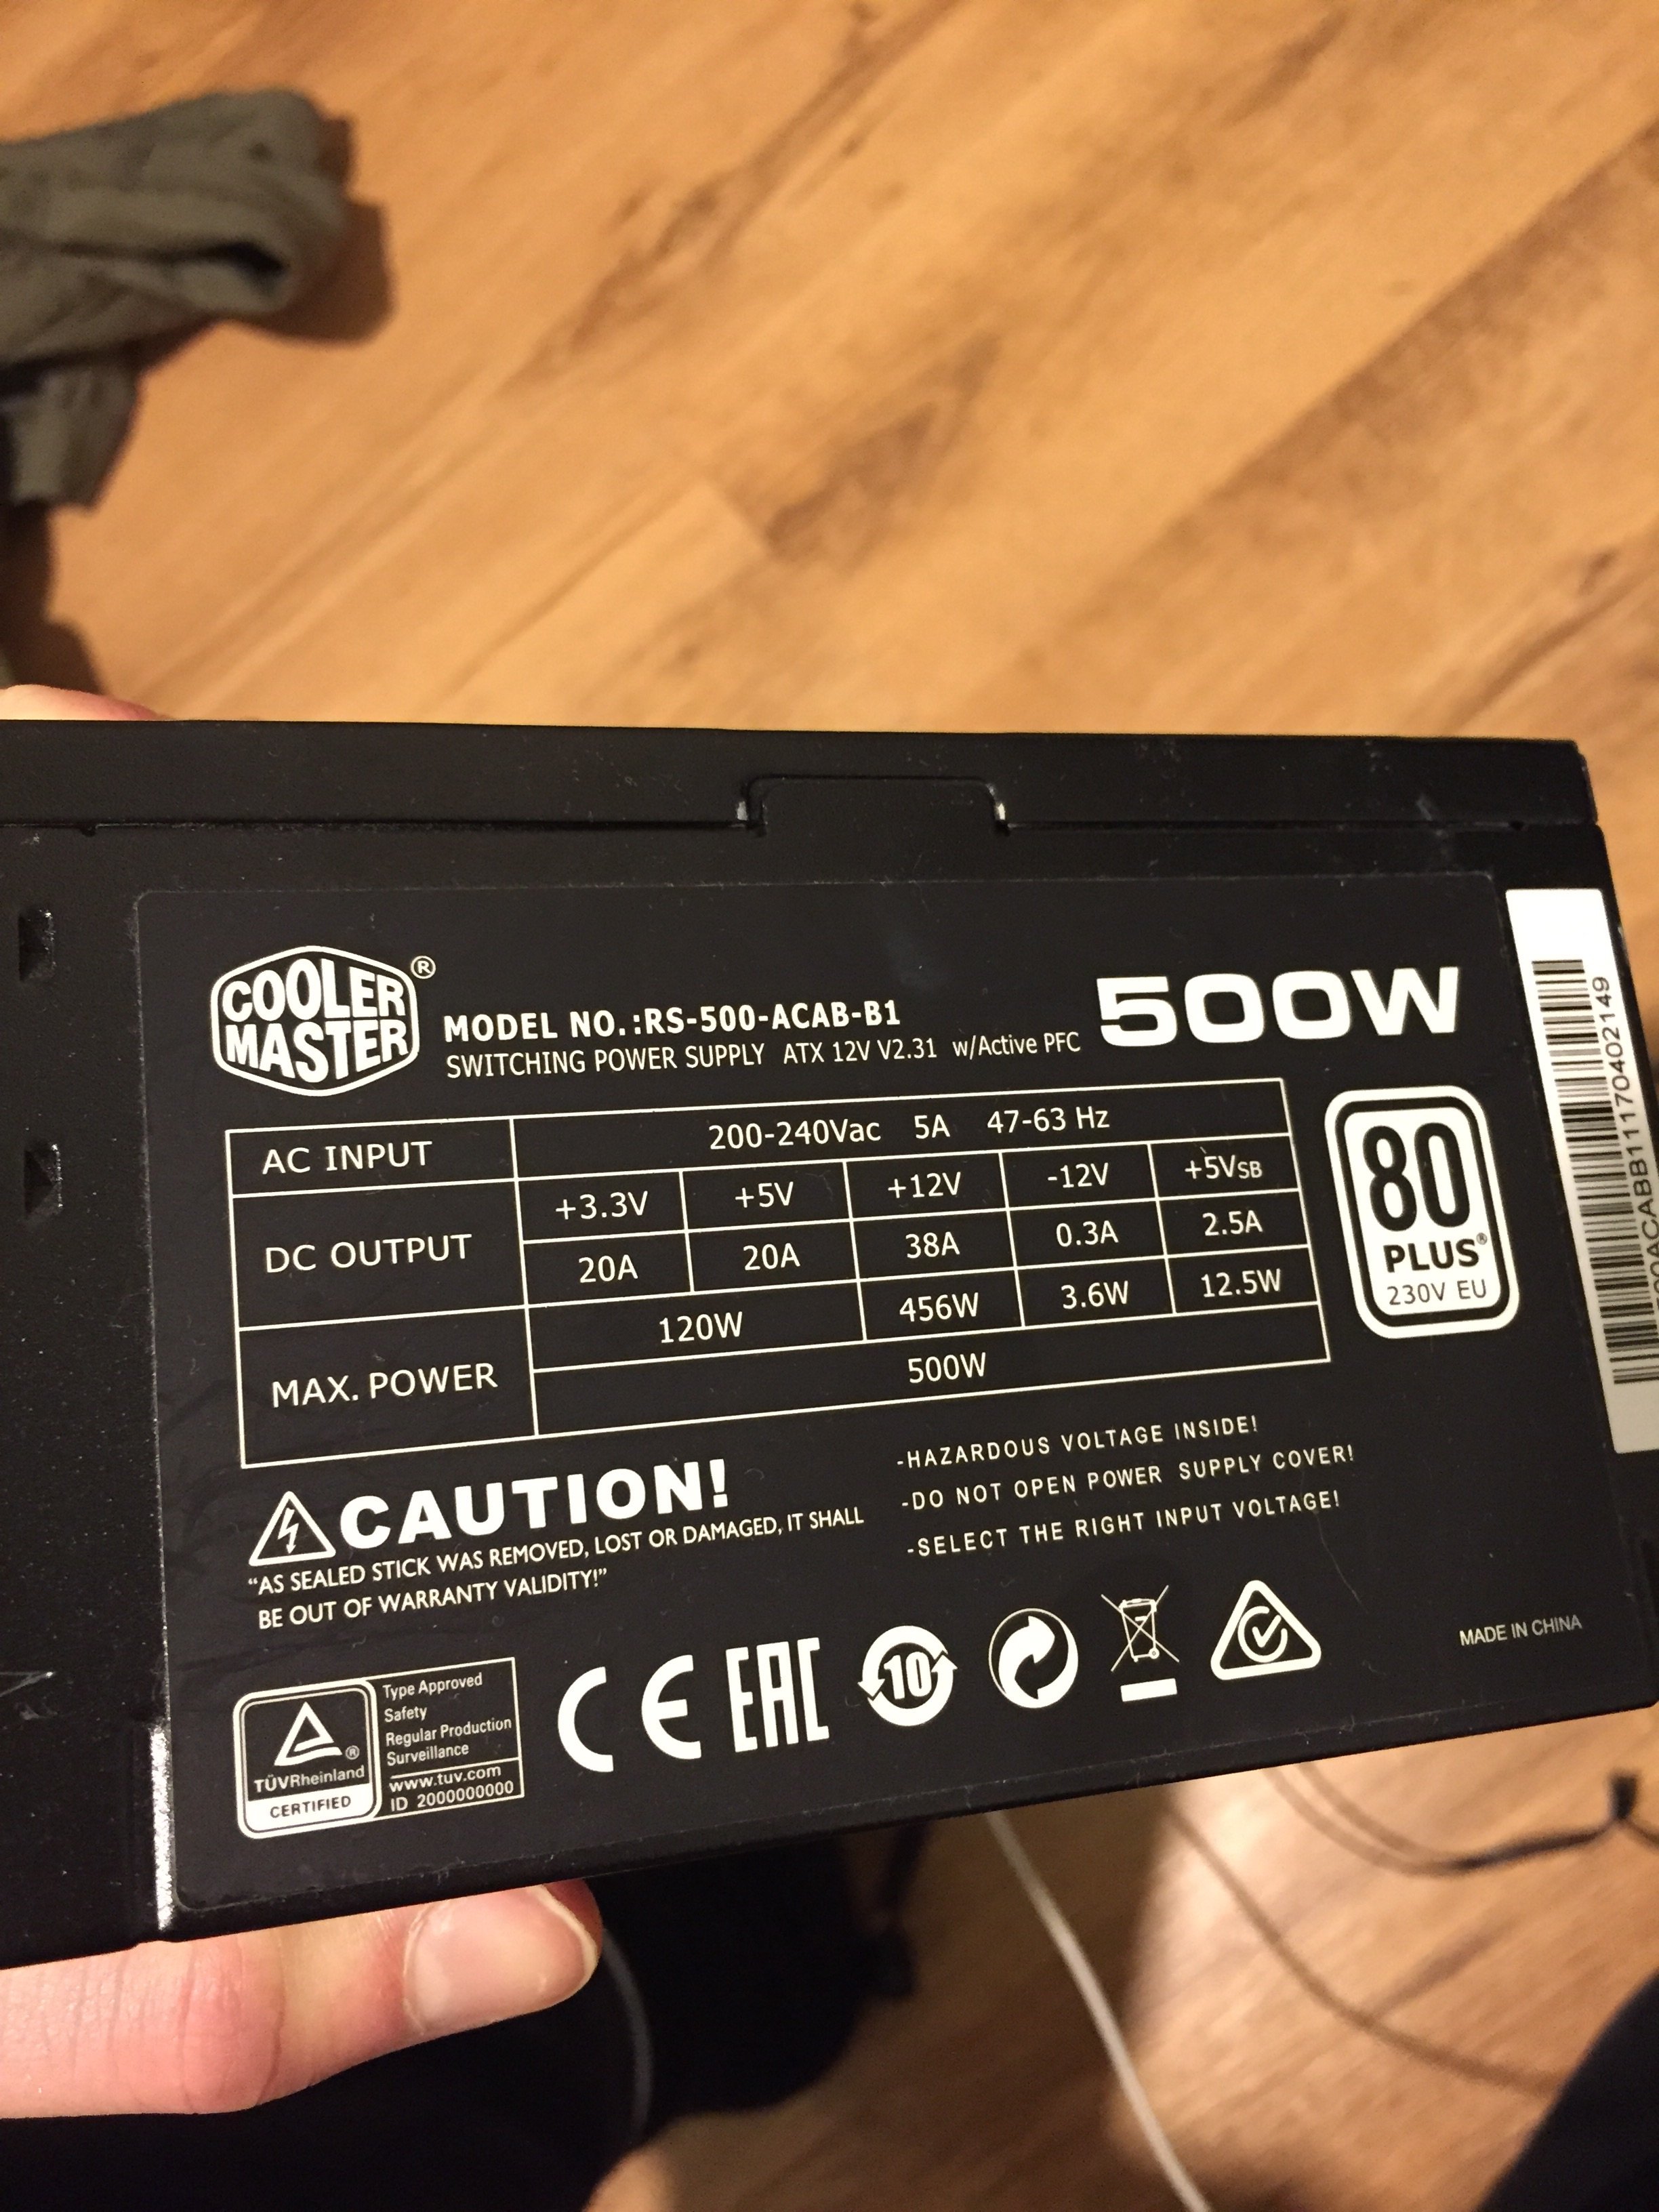 COOLER
MASTER ®
MODEL NO.:RS-500-ACAB-B1
SWITCHING POWER SUPPLY ATX 12V V2.31 w/Active PFC
500W
AC INPUT 200-240Vac 5A 47-63 Hz
DC OUTPUT +3.3V +5V +12V -12V +5VSB
20A 20A 38A 0.3A 2.5A
MAX. POWER 120W 456W 3.6W 12.5W
500W
80
PLUS®
230V EU
CAUTION!
"AS SEALED STICK WAS REMOVED, LOST OR DAMAGED, IT SHALL
BE OUT OF WARRANTY VALIDITY!"
-HAZARDOUS VOLTAGE INSIDE!
-DO NOT OPEN POWER SUPPLY COVER!
-SELECT THE RIGHT INPUT VOLTAGE!
TÜVRheinland ®
CERTIFIED
Type Approved
Safety
Regular Production
Surveillance
www.tuv.com
ID 2000000000
CE EAC 10
MADE IN CHINA